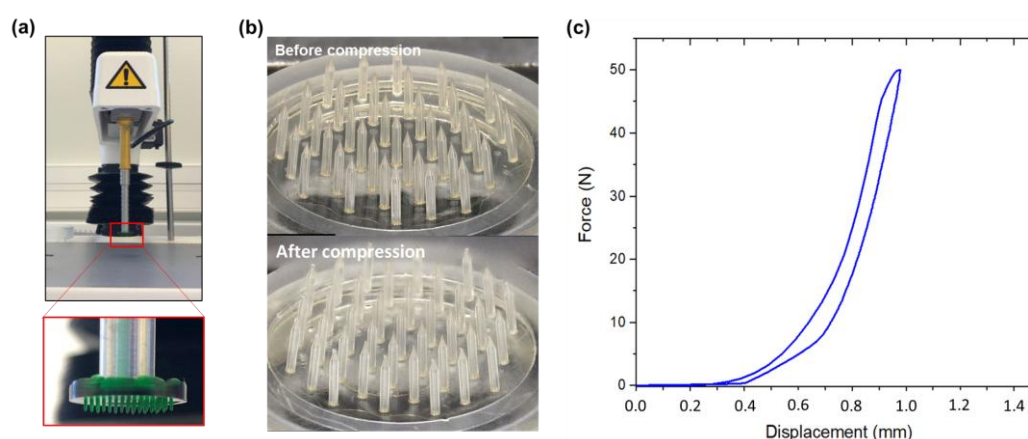 (a)
(b)
Before compression
After compression
(c)
Force (N)
50
40
30
20
10
0
0.0 0.2 0.4 0.6 0.8 1.0 1.2 1.4
Displacement (mm)